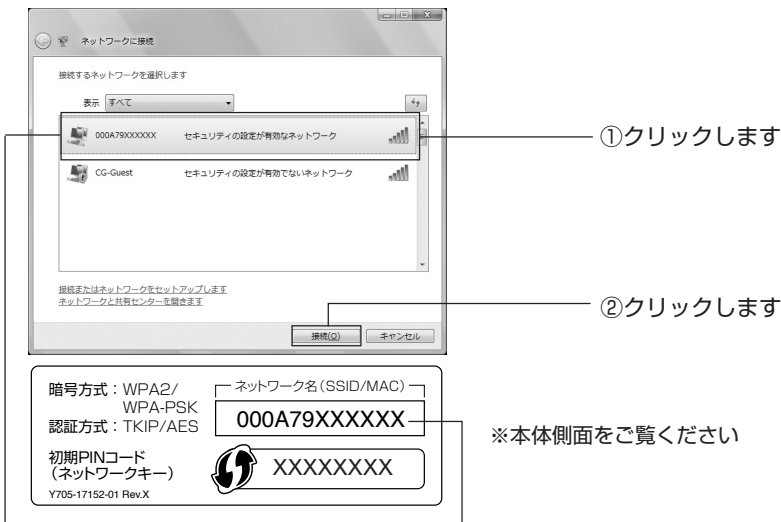 ネットワークに接続
接続するネットワークを選択します
表示 すべて
000A79XXXXXX セキュリティの設定が有効なネットワーク
①クリックします
CG-Guest セキュリティの設定が有効でないネットワーク
接続またはネットワークをセットアップします
ネットワークと共有センターを開きます
②クリックします
接続(O) キャンセル
暗号方式：WPA2/
WPA-PSK
認証方式：TKIP/AES
ネットワーク名(SSID/MAC)
000A79XXXXXX
※本体側面をご覧ください
初期PINコード
(ネットワークキー)
XXXXXXXX
Y705-17152-01 Rev.X